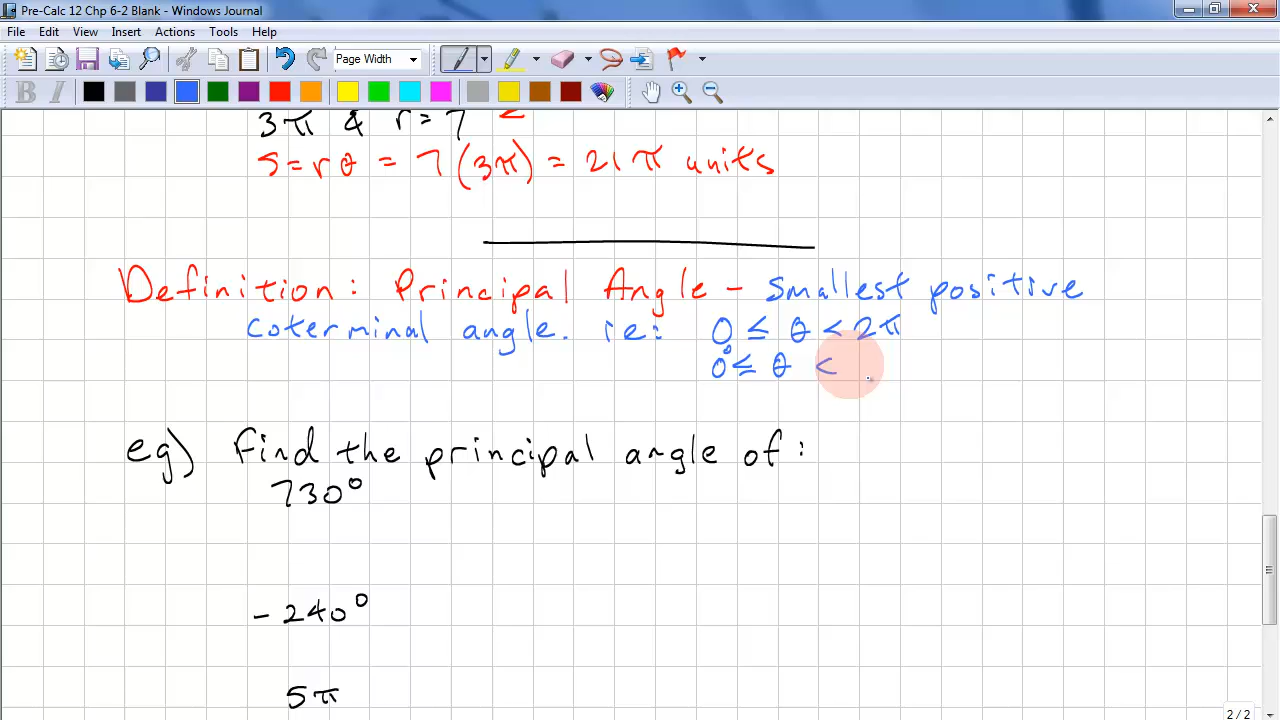 Pre-Calc 12 Chp 6-2 Blank - Windows Journal
File Edit View Insert Actions Tools Help
Page Width
B I
3π & r = 7
S = rθ = 7 (3π) = 21π units
Definition: Principal Angle - Smallest positive
coterminal angle. ie: 0 ≤ θ < 2π
0° ≤ θ <
eg) Find the principal angle of:
730°
-240°
5π
2/2